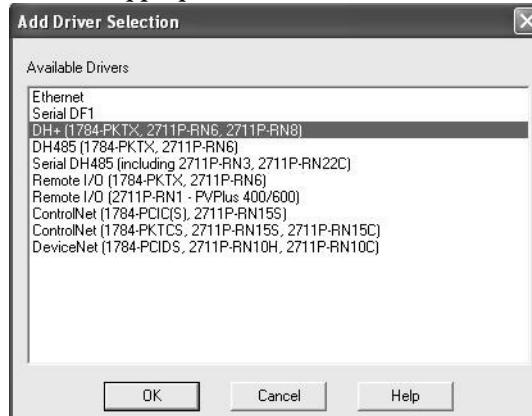 Add Driver Selection
Available Drivers
Ethernet
Serial DF1
DH+ (1784-PKTX, 2711P-RN6, 2711P-RN8)
DH485 (1784-PKTX, 2711P-RN6)
Serial DH485 (including 2711P-RN3, 2711P-RN22C)
Remote I/O (1784-PKTX, 2711P-RN6)
Remote I/O (2711P-RN1 - PVPlus 400/600)
ControlNet (1784-PCIC(S), 2711P-RN15S)
ControlNet (1784-PKTCS, 2711P-RN15S, 2711P-RN15C)
DeviceNet (1784-PCIDS, 2711P-RN10H, 2711P-RN10C)
OK Cancel Help